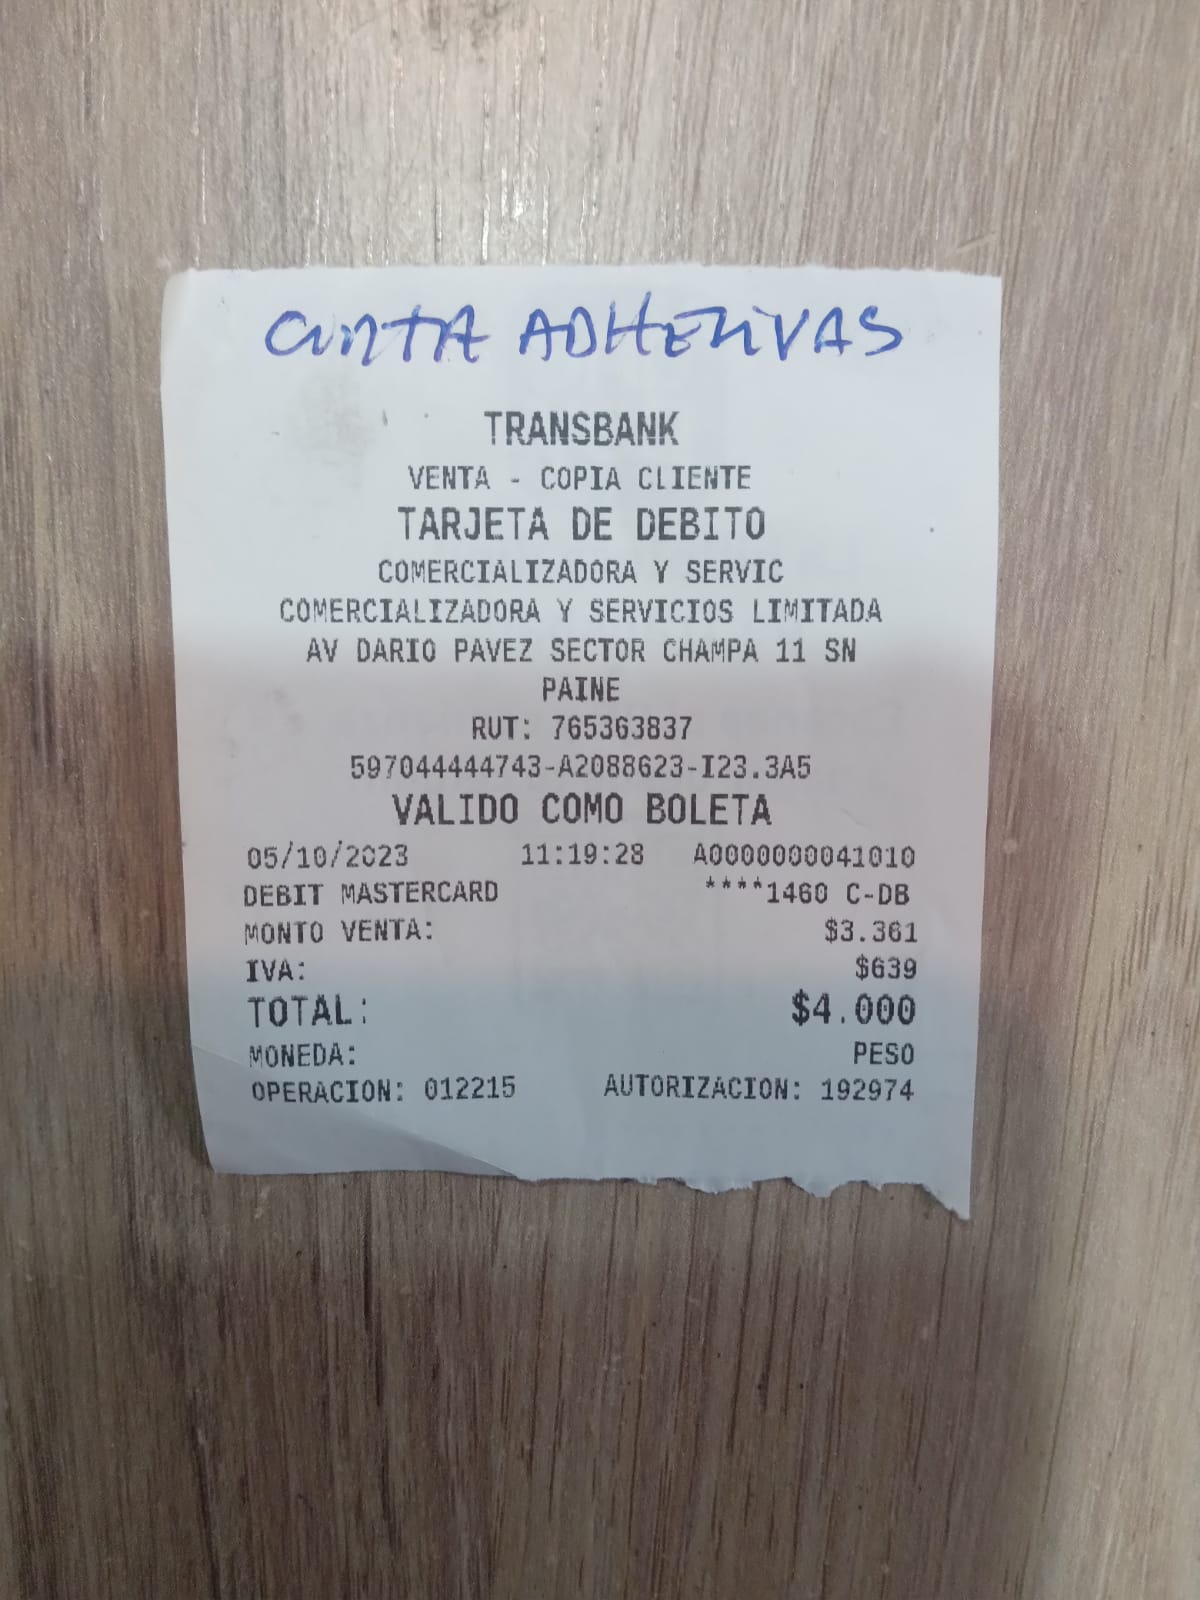 CINTA ADHESIVAS
TRANSBANK
VENTA - COPIA CLIENTE
TARJETA DE DEBITO
COMERCIALIZADORA Y SERVIC
COMERCIALIZADORA Y SERVICIOS LIMITADA
AV DARIO PAVEZ SECTOR CHAMPA 11 SN
PAINE
RUT: 765363837
597044444743-A2088623-I23.3A5
VALIDO COMO BOLETA
05/10/2023 11:19:28 A0000000041010
DEBIT MASTERCARD ****1460 C-DB
MONTO VENTA: $3.361
IVA: $639
TOTAL: $4.000
MONEDA: PESO
OPERACION: 012215 AUTORIZACION: 192974